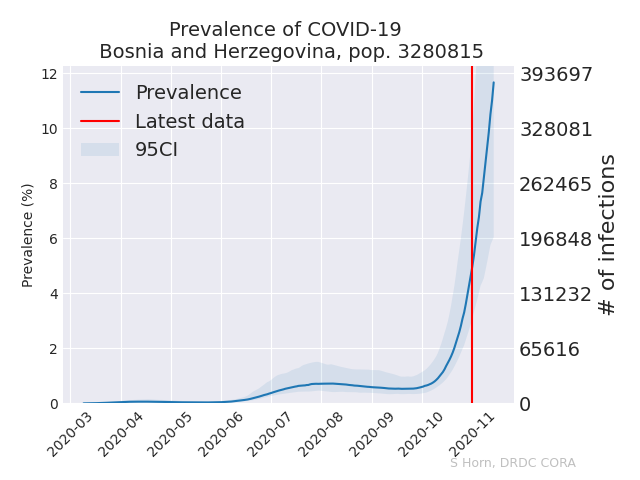 Prevalence of COVID-19
Bosnia and Herzegovina, pop. 3280815
Prevalence
Latest data
95CI
Prevalence (%)
12
10
8
6
4
2
0
393697
328081
262465
196848
131232
65616
0
# of infections
2020-03
2020-04
2020-05
2020-06
2020-07
2020-08
2020-09
2020-10
2020-11
S Horn, DRDC CORA